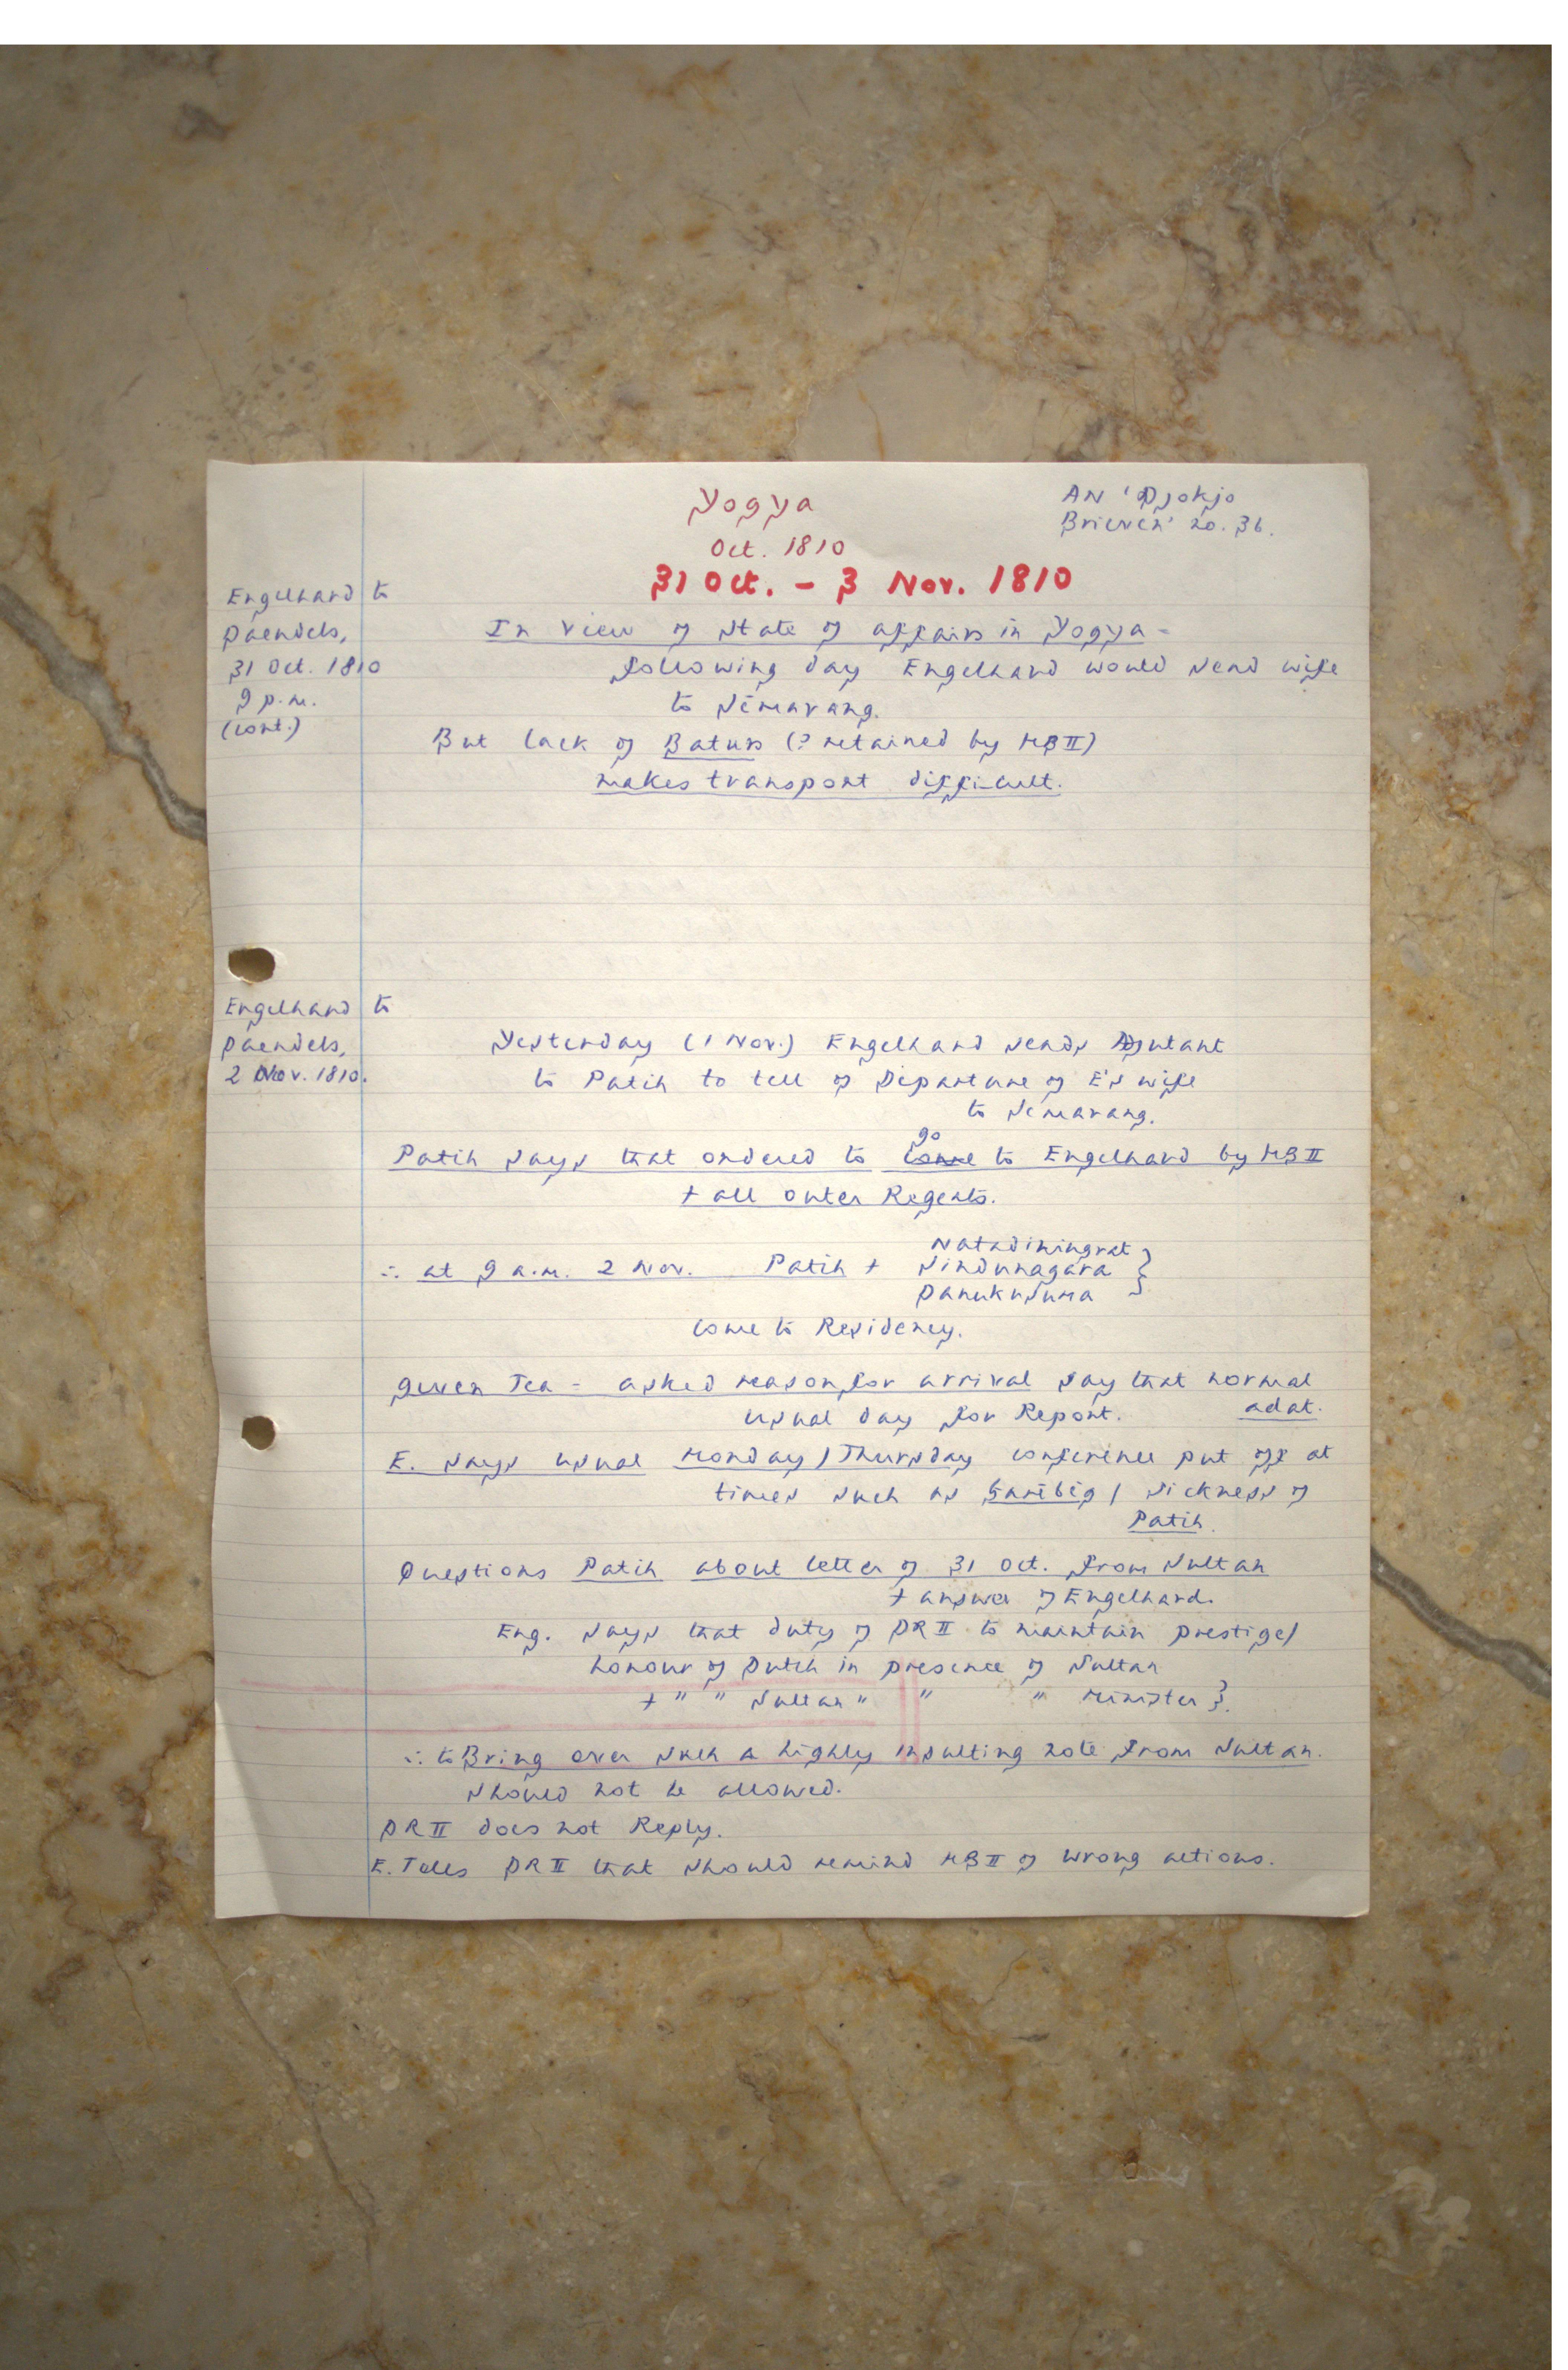 Yogya
AN 'Djokjo
Brieven' 20. 36.
Oct. 1810
31 Oct. – 3 Nov. 1810
Engelhard to
Daendels,
31 Oct. 1810
9 p.m.
(cont.)
In view of state of affairs in Yogya –
following day Engelhard would send wife
to Sĕmarang.
But lack of Baturs (? retained by HBII)
makes transport difficult.
Engelhard to
Daendels,
2 Nov. 1810.
Yesterday (1 Nov.) Engelhard sends Adjutant
to Patih to tell of Departure of E's wife
to Sĕmarang.
Patih says that ordered to come go to Engelhard by HB II
+ all outer Regents.
∴ at 9 a.m. 2 Nov. Patih + Natadiningrat
Sindunagara
Danukusuma }
come to Residency.
given Tea – asked reason for arrival say that normal
usual day for Report. adat.
E. says usual Monday / Thursday conference put off at
times such as Garĕbĕg / sickness of
Patih.
Questions Patih about letter of 31 Oct. from Sultan
+ answer of Engelhard.
Eng. says that duty of DR II to maintain prestige /
honour of Dutch in presence of Sultan
+ " " Sultan " " " Minister }.
∴ to Bring over such a highly insulting note from Sultan.
should not be allowed.
DR II does not Reply.
E. Tells DR II that should remind HB II of wrong actions.